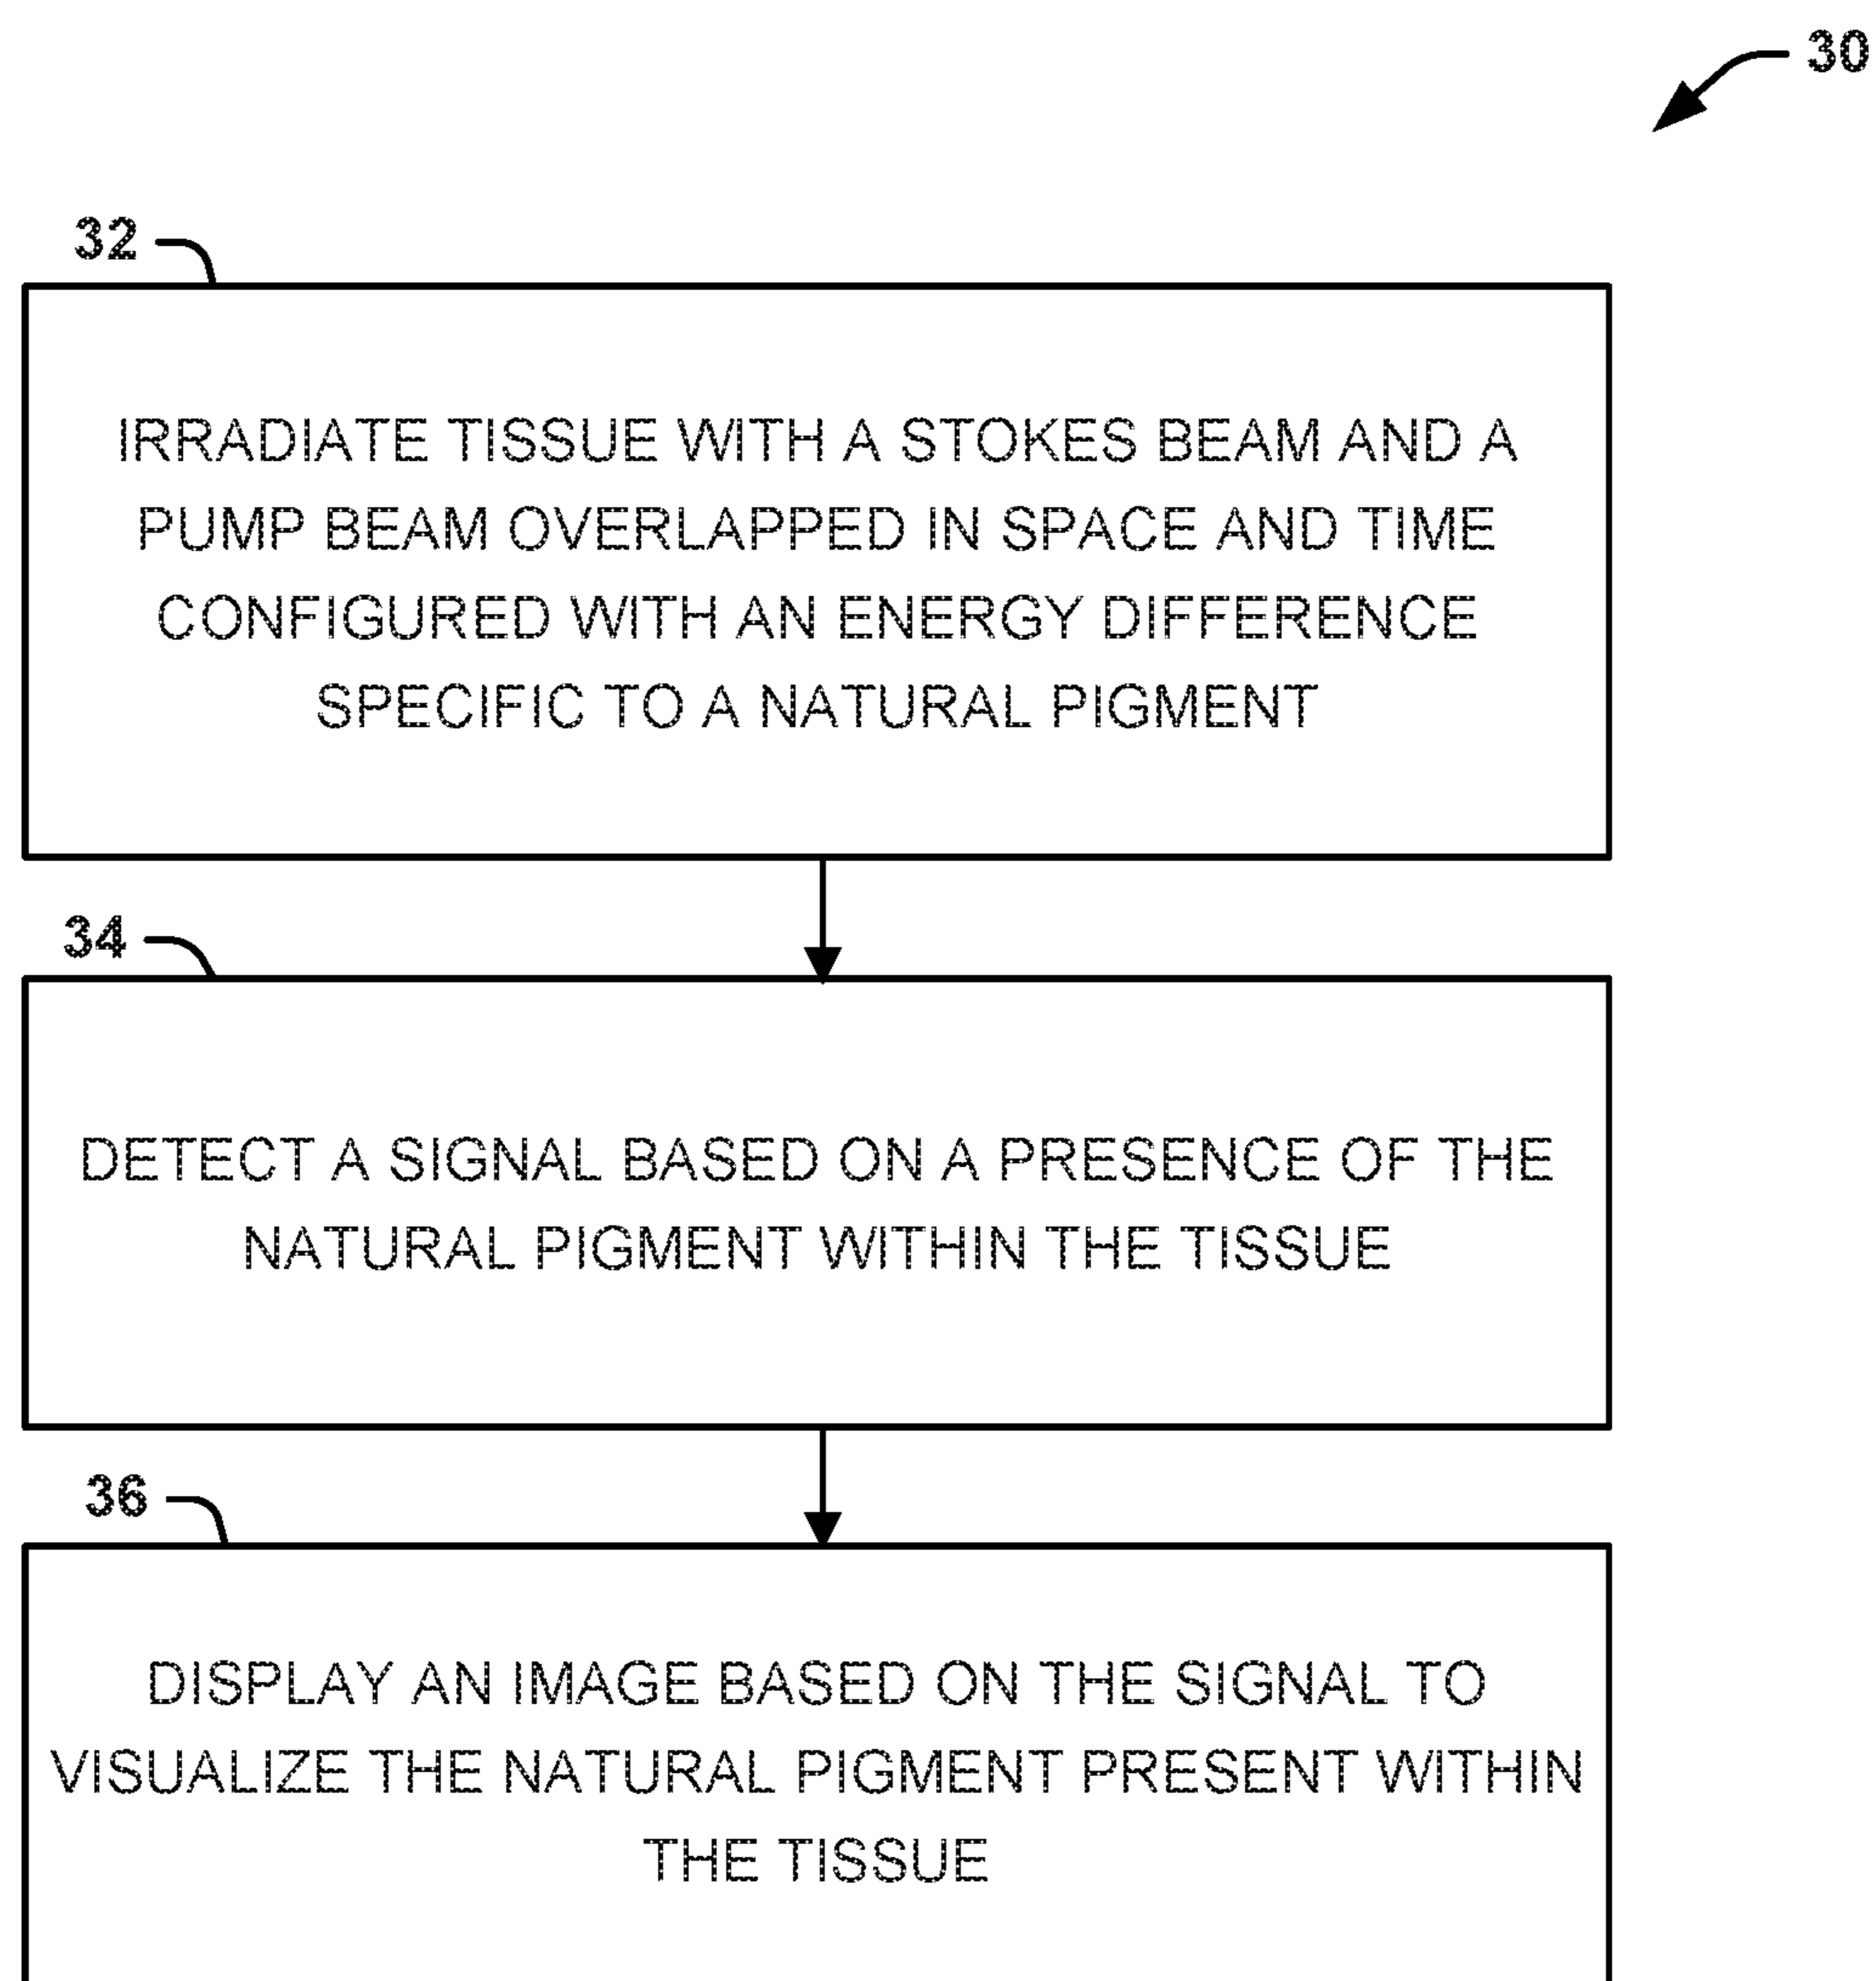 30
32
IRRADIATE TISSUE WITH A STOKES BEAM AND A
PUMP BEAM OVERLAPPED IN SPACE AND TIME
CONFIGURED WITH AN ENERGY DIFFERENCE
SPECIFIC TO A NATURAL PIGMENT
34
DETECT A SIGNAL BASED ON A PRESENCE OF THE
NATURAL PIGMENT WITHIN THE TISSUE
36
DISPLAY AN IMAGE BASED ON THE SIGNAL TO
VISUALIZE THE NATURAL PIGMENT PRESENT WITHIN
THE TISSUE